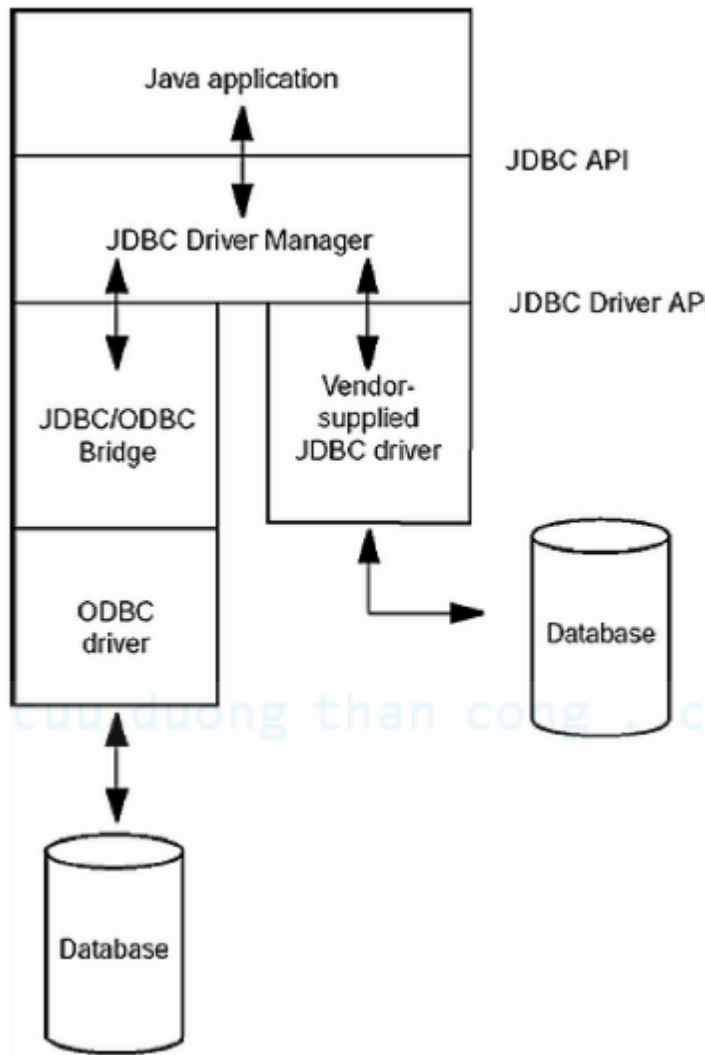 Java application
JDBC API
JDBC Driver Manager
JDBC Driver AP
JDBC/ODBC
Bridge
Vendor-
supplied
JDBC driver
ODBC
driver
Database
cuu duong than cong . c
Database